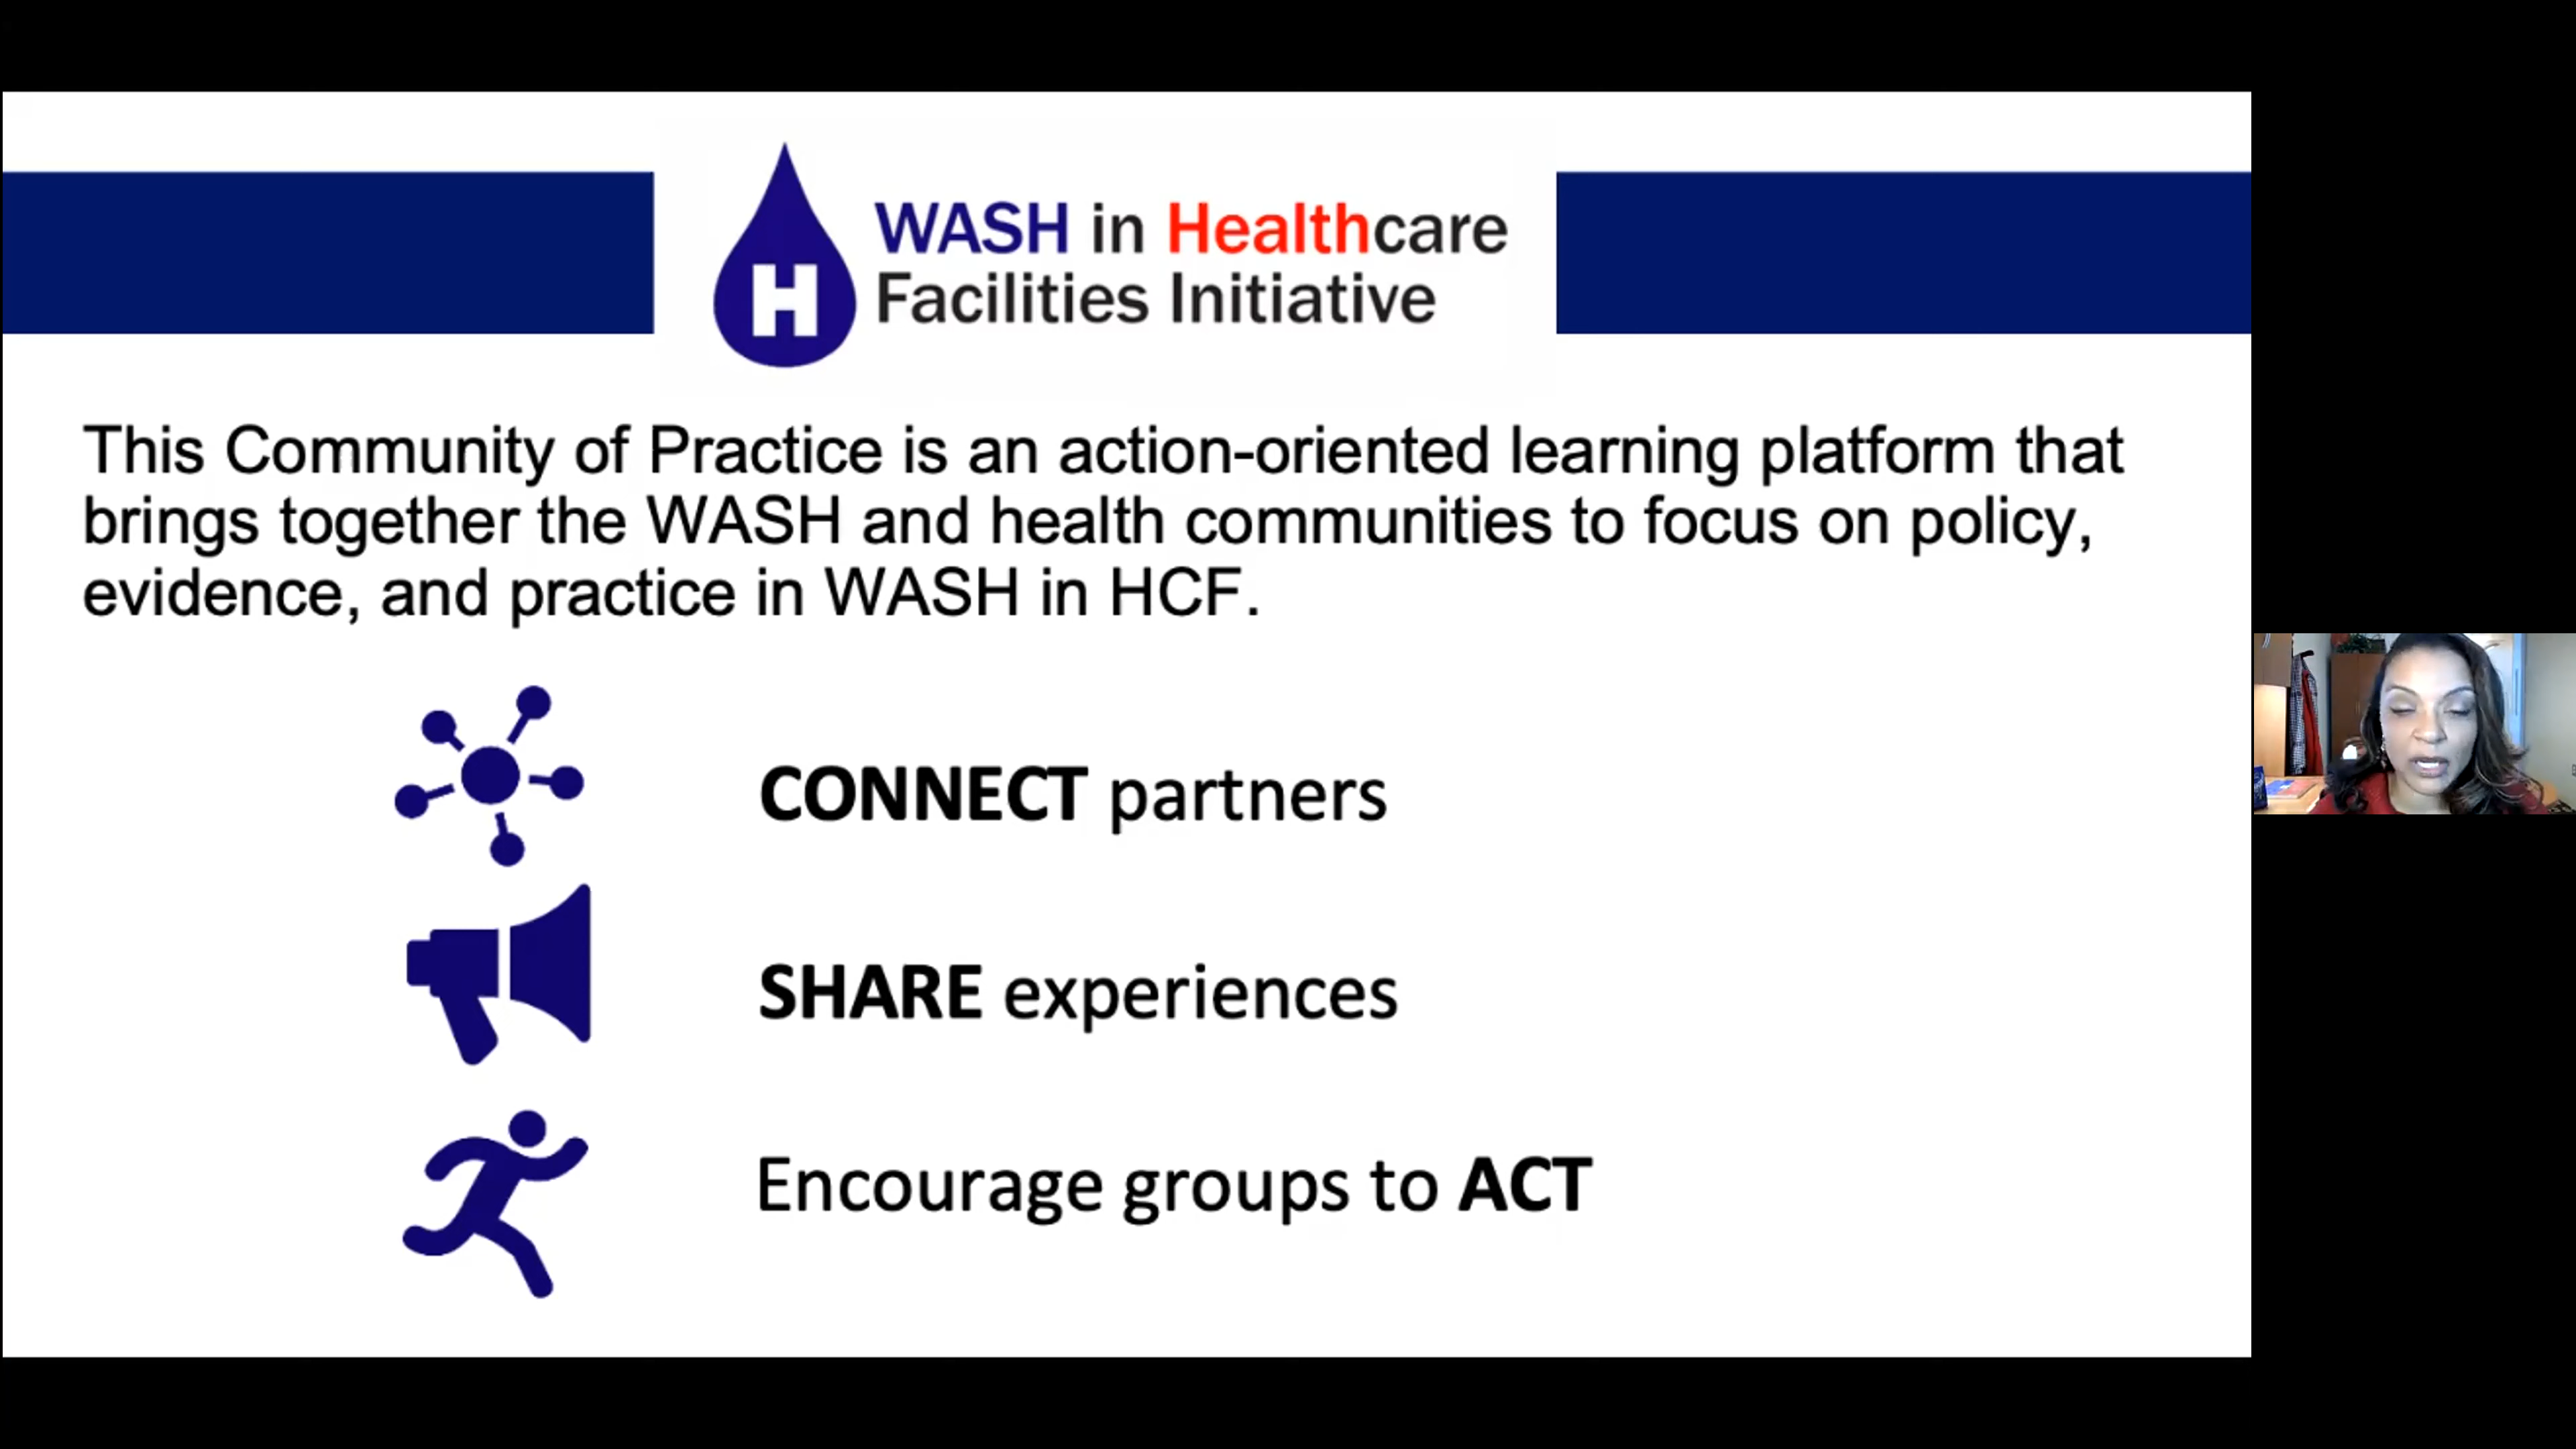 H
WASH in Healthcare
Facilities Initiative
This Community of Practice is an action-oriented learning platform that
brings together the WASH and health communities to focus on policy,
evidence, and practice in WASH in HCF.
CONNECT partners
SHARE experiences
Encourage groups to ACT